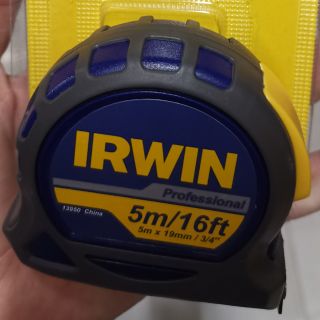 IRWIN
Professional
13950 China
5m/16ft
5m x 19mm / 3/4"